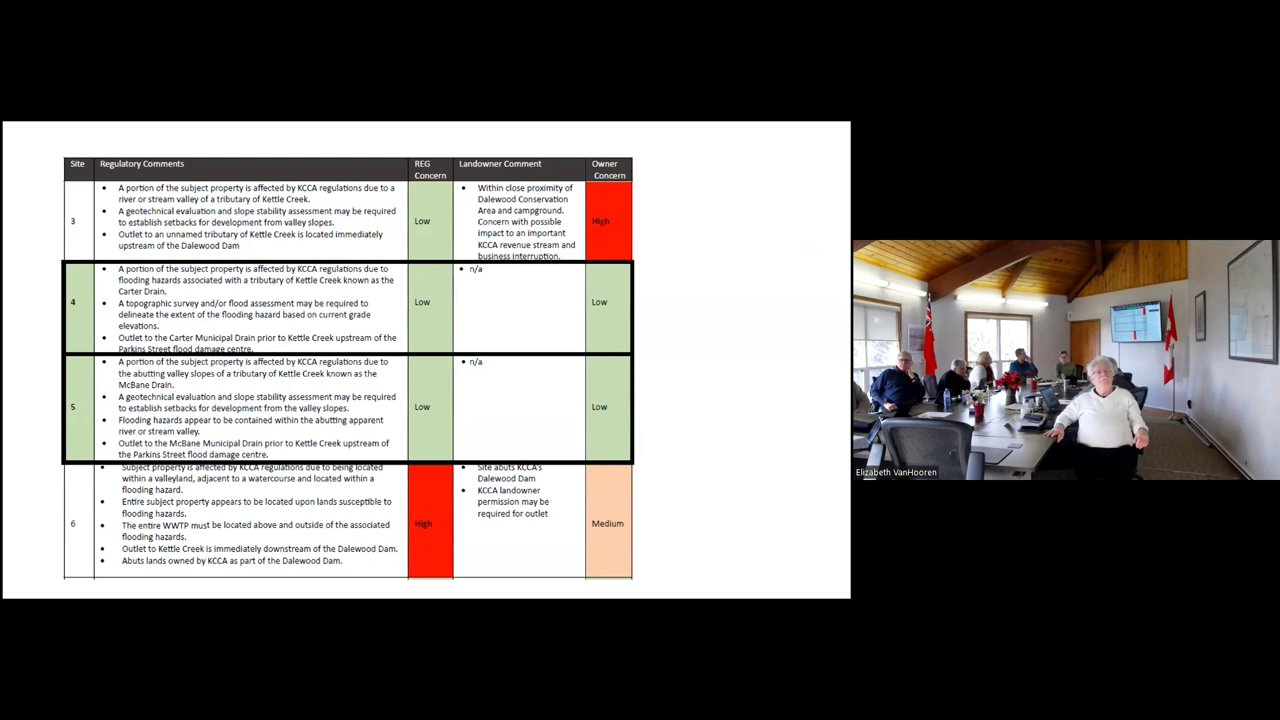 Site Regulatory Comments REG Concern Landowner Comment Owner Concern
3
• A portion of the subject property is affected by KCCA regulations due to a
river or stream valley of a tributary of Kettle Creek.
• A geotechnical evaluation and slope stability assessment may be required
to establish setbacks for development from valley slopes.
• Outlet to an unnamed tributary of Kettle Creek is located immediately
upstream of the Dalewood Dam
Low
• Within close proximity of
Dalewood Conservation
Area and campground.
Concern with possible
impact to an important
KCCA revenue stream and
business interruption.
High
4
• A portion of the subject property is affected by KCCA regulations due to
flooding hazards associated with a tributary of Kettle Creek known as the
Carter Drain.
• A topographic survey and/or flood assessment may be required to
delineate the extent of the flooding hazard based on current grade
elevations.
• Outlet to the Carter Municipal Drain prior to Kettle Creek upstream of the
Parkins Street flood damage centre.
Low
• n/a
Low
5
• A portion of the subject property is affected by KCCA regulations due to
the abutting valley slopes of a tributary of Kettle Creek known as the
McBane Drain.
• A geotechnical evaluation and slope stability assessment may be required
to establish setbacks for development from the valley slopes.
• Flooding hazards appear to be contained within the abutting apparent
river or stream valley.
• Outlet to the McBane Municipal Drain prior to Kettle Creek upstream of
the Parkins Street flood damage centre.
Low
• n/a
Low
6
• Subject property is affected by KCCA regulations due to being located
within a valleyland, adjacent to a watercourse and located within a
flooding hazard.
• Entire subject property appears to be located upon lands susceptible to
flooding hazards.
• The entire WWTP must be located above and outside of the associated
flooding hazards.
• Outlet to Kettle Creek is immediately downstream of the Dalewood Dam.
• Abuts lands owned by KCCA as part of the Dalewood Dam.
High
• Site abuts KCCA's
Dalewood Dam
• KCCA landowner
permission may be
required for outlet
Medium
Elizabeth VanHooren